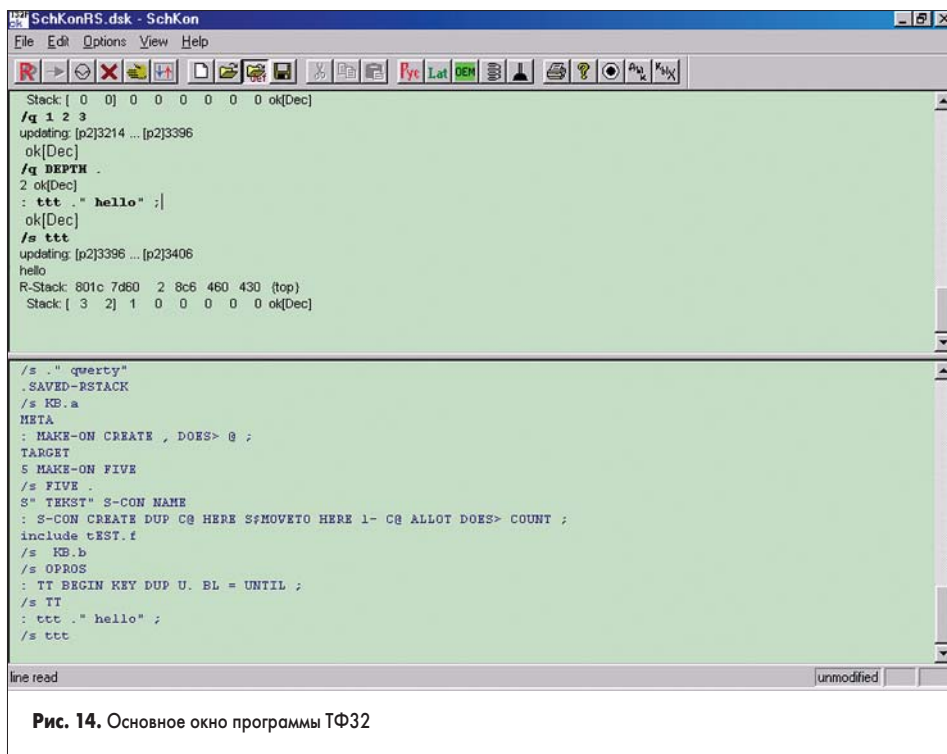 SchKonRS.dsk - SchKon
File Edit Options View Help
Рус Lat OEM
Stack: [ 0 0] 0 0 0 0 0 0 0 ok[Dec]
/q 1 2 3
updating: [p2]3214 ... [p2]3396
ok[Dec]
/q DEPTH .
2 ok[Dec]
: ttt ." hello" ;
ok[Dec]
/s ttt
updating: [p2]3396 ... [p2]3406
hello
R-Stack: 801c 7d60 2 8c6 460 430 {top}
Stack: [ 3 2] 1 0 0 0 0 0 0 ok[Dec]
/s ." qwerty"
.SAVED-RSTACK
/s KB.a
META
: MAKE-ON CREATE , DOES> @ ;
TARGET
5 MAKE-ON FIVE
/s FIVE .
S" TEKST" S-CON NAME
: S-CON CREATE DUP C@ HERE S$MOVETO HERE 1- C@ ALLOT DOES> COUNT ;
include tEST.f
/s KB.b
/s OPROS
: TT BEGIN KEY DUP U. BL = UNTIL ;
/s TT
: ttt ." hello" ;
/s ttt
line read unmodified
Рис. 14. Основное окно программы ТФ32